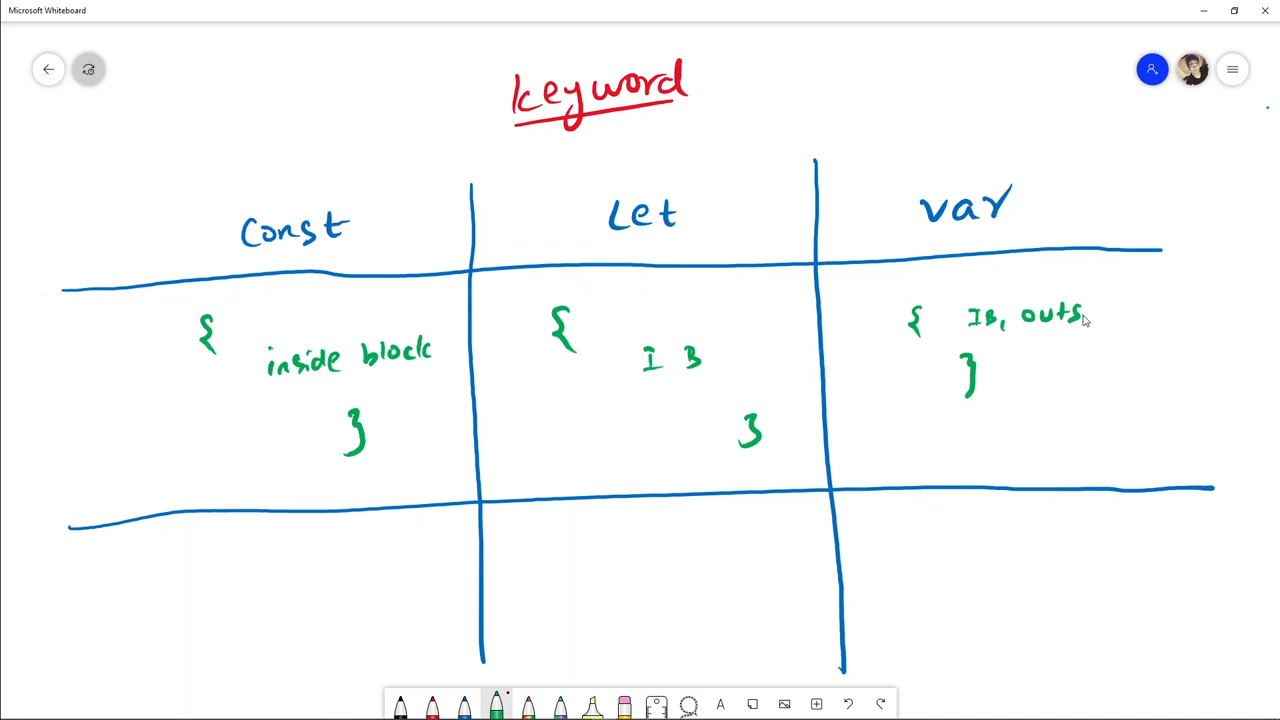 Microsoft Whiteboard
keyword
const
Let
var
{
inside block
}
{
I B
}
{ IB, outs
}
A